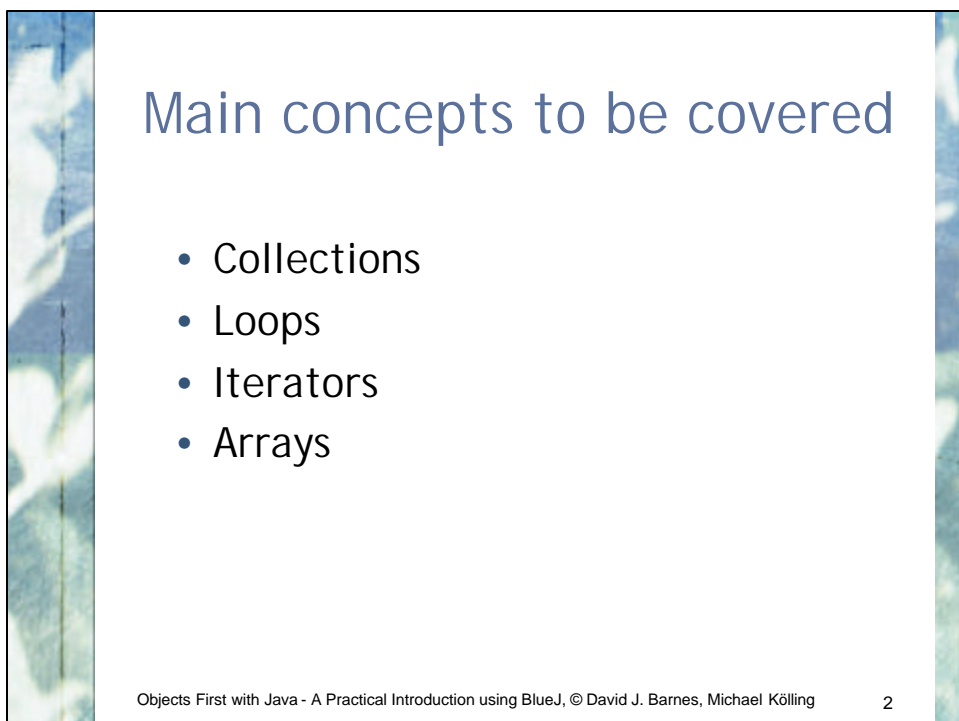 Main concepts to be covered
• Collections
• Loops
• Iterators
• Arrays
Objects First with Java - A Practical Introduction using BlueJ, © David J. Barnes, Michael Kölling
2